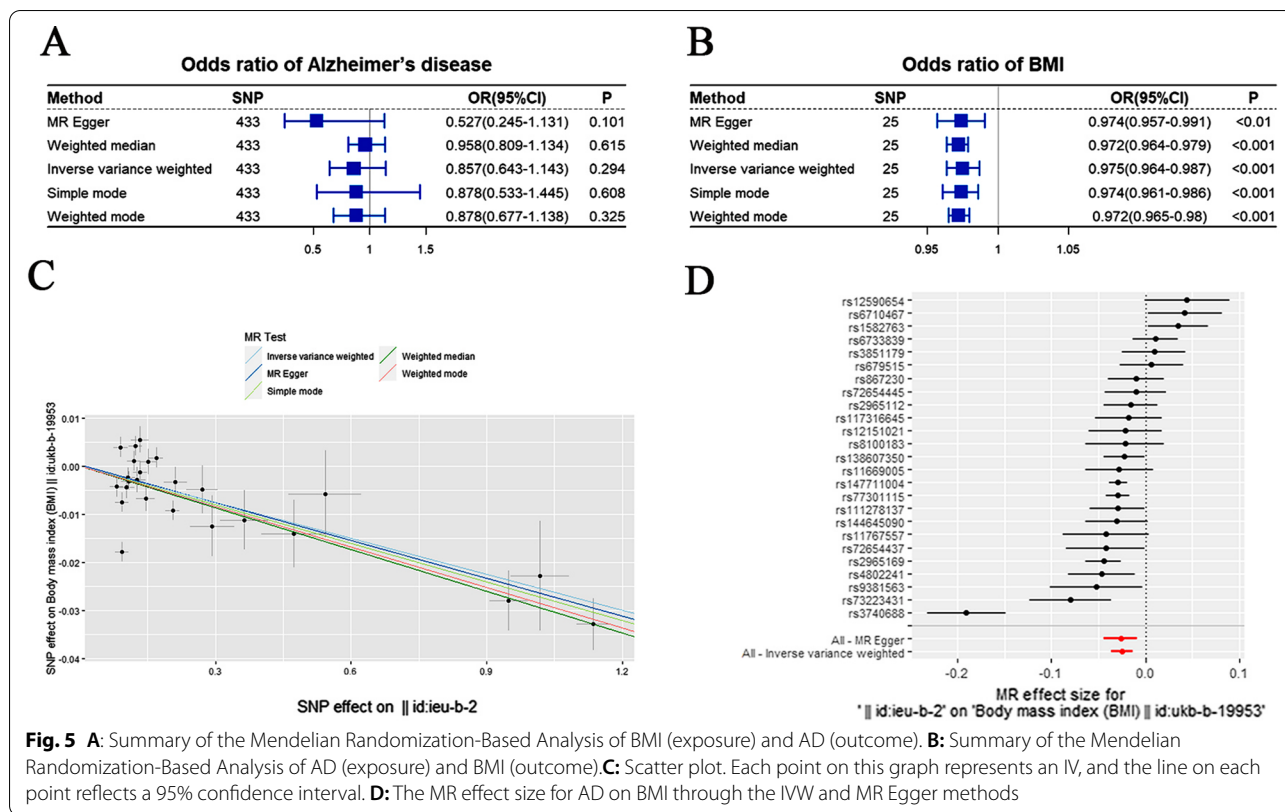 A
Odds ratio of Alzheimer's disease
Method SNP OR(95%CI) P
MR Egger 433 0.527(0.245-1.131) 0.101
Weighted median 433 0.958(0.809-1.134) 0.615
Inverse variance weighted 433 0.857(0.643-1.143) 0.294
Simple mode 433 0.878(0.533-1.445) 0.608
Weighted mode 433 0.878(0.677-1.138) 0.325
0.5 1 1.5
B
Odds ratio of BMI
Method SNP OR(95%CI) P
MR Egger 25 0.974(0.957-0.991) <0.01
Weighted median 25 0.972(0.964-0.979) <0.001
Inverse variance weighted 25 0.975(0.964-0.987) <0.001
Simple mode 25 0.974(0.961-0.986) <0.001
Weighted mode 25 0.972(0.965-0.98) <0.001
0.95 1 1.05
C
MR Test
Inverse variance weighted Weighted median
MR Egger Weighted mode
Simple mode
SNP effect on Body mass index (BMI) || id:ukb-b-19953
0.01
0.00
-0.01
-0.02
-0.03
-0.04
0.3 0.6 0.9 1.2
SNP effect on || id:ieu-b-2
D
rs12590654
rs6710467
rs1582763
rs6733839
rs3851179
rs679515
rs867230
rs72654445
rs2965112
rs117316645
rs12151021
rs8100183
rs138607350
rs11669005
rs147711004
rs77301115
rs111278137
rs144645090
rs11767557
rs72654437
rs2965169
rs4802241
rs9381563
rs73223431
rs3740688
All - MR Egger
All - Inverse variance weighted
-0.2 -0.1 0.0 0.1
MR effect size for
'|| id:ieu-b-2' on 'Body mass index (BMI) || id:ukb-b-19953'
Fig. 5 A: Summary of the Mendelian Randomization-Based Analysis of BMI (exposure) and AD (outcome). B: Summary of the Mendelian
Randomization-Based Analysis of AD (exposure) and BMI (outcome).C: Scatter plot. Each point on this graph represents an IV, and the line on each
point reflects a 95% confidence interval. D: The MR effect size for AD on BMI through the IVW and MR Egger methods